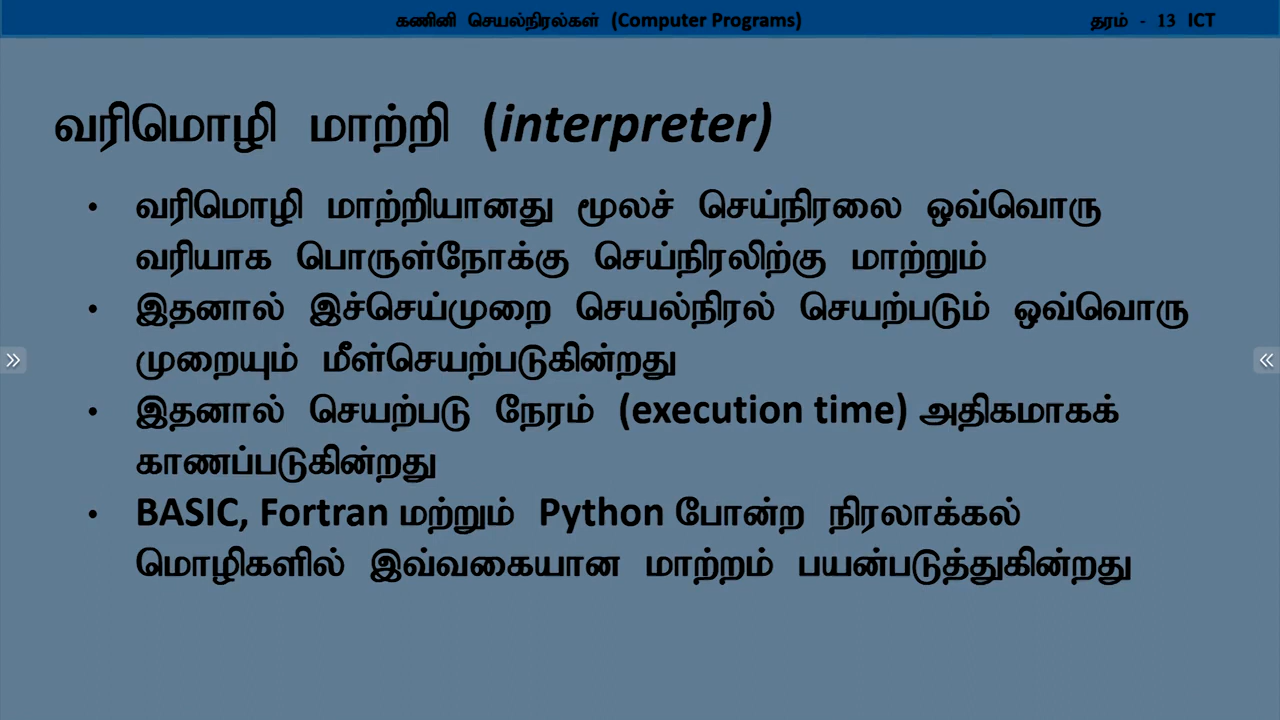 கணினி செயல்நிரல்கள் (Computer Programs) தரம் - 13 ICT
வரிமொழி மாற்றி (interpreter)
• வரிமொழி மாற்றியானது மூலச் செய்நிரலை ஒவ்வொரு
வரியாக பொருள்நோக்கு செய்நிரலிற்கு மாற்றும்
• இதனால் இச்செய்முறை செயல்நிரல் செயற்படும் ஒவ்வொரு
முறையும் மீள்செயற்படுகின்றது
• இதனால் செயற்படு நேரம் (execution time) அதிகமாகக்
காணப்படுகின்றது
• BASIC, Fortran மற்றும் Python போன்ற நிரலாக்கல்
மொழிகளில் இவ்வகையான மாற்றம் பயன்படுத்துகின்றது